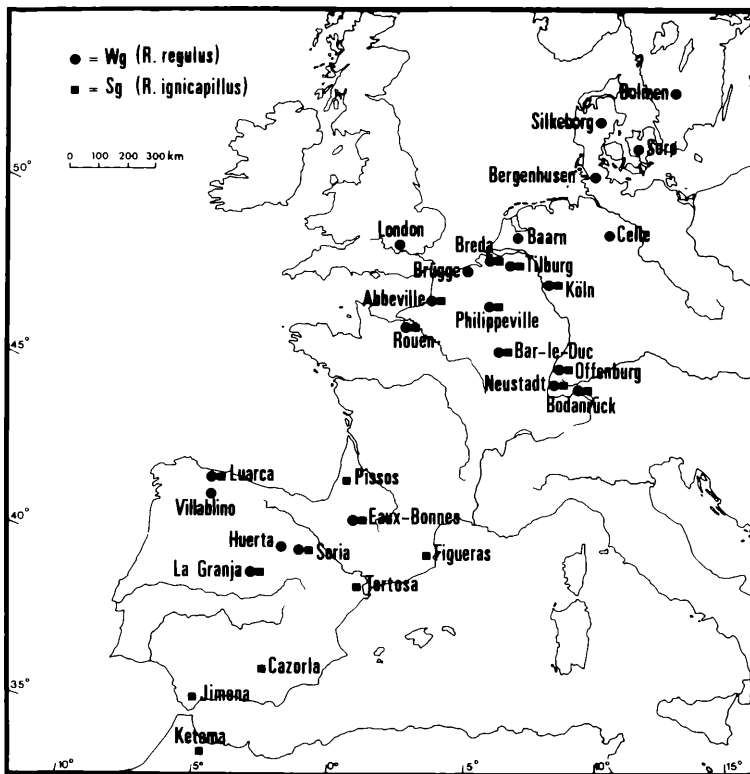 ● = Wg (R. regulus)
■ = Sg (R. ignicapillus)
0 100 200 300 km
Bolmen
Silkeborg
Sorø
50°
Bergenhusen
London
Baarn
Celle
Breda
Tilburg
Brügge
Köln
Abbeville
Philippeville
Rouen
45°
Bar-le-Duc
Offenburg
Neustadt
Bodanrück
Luarca
Pissos
Villablino
40°
Eaux-Bonnes
Huerta
Soria
Figueras
La Granja
Tortosa
Cazorla
35°
Jimena
Ketama
10° 5° 0° 5° 10° 15°